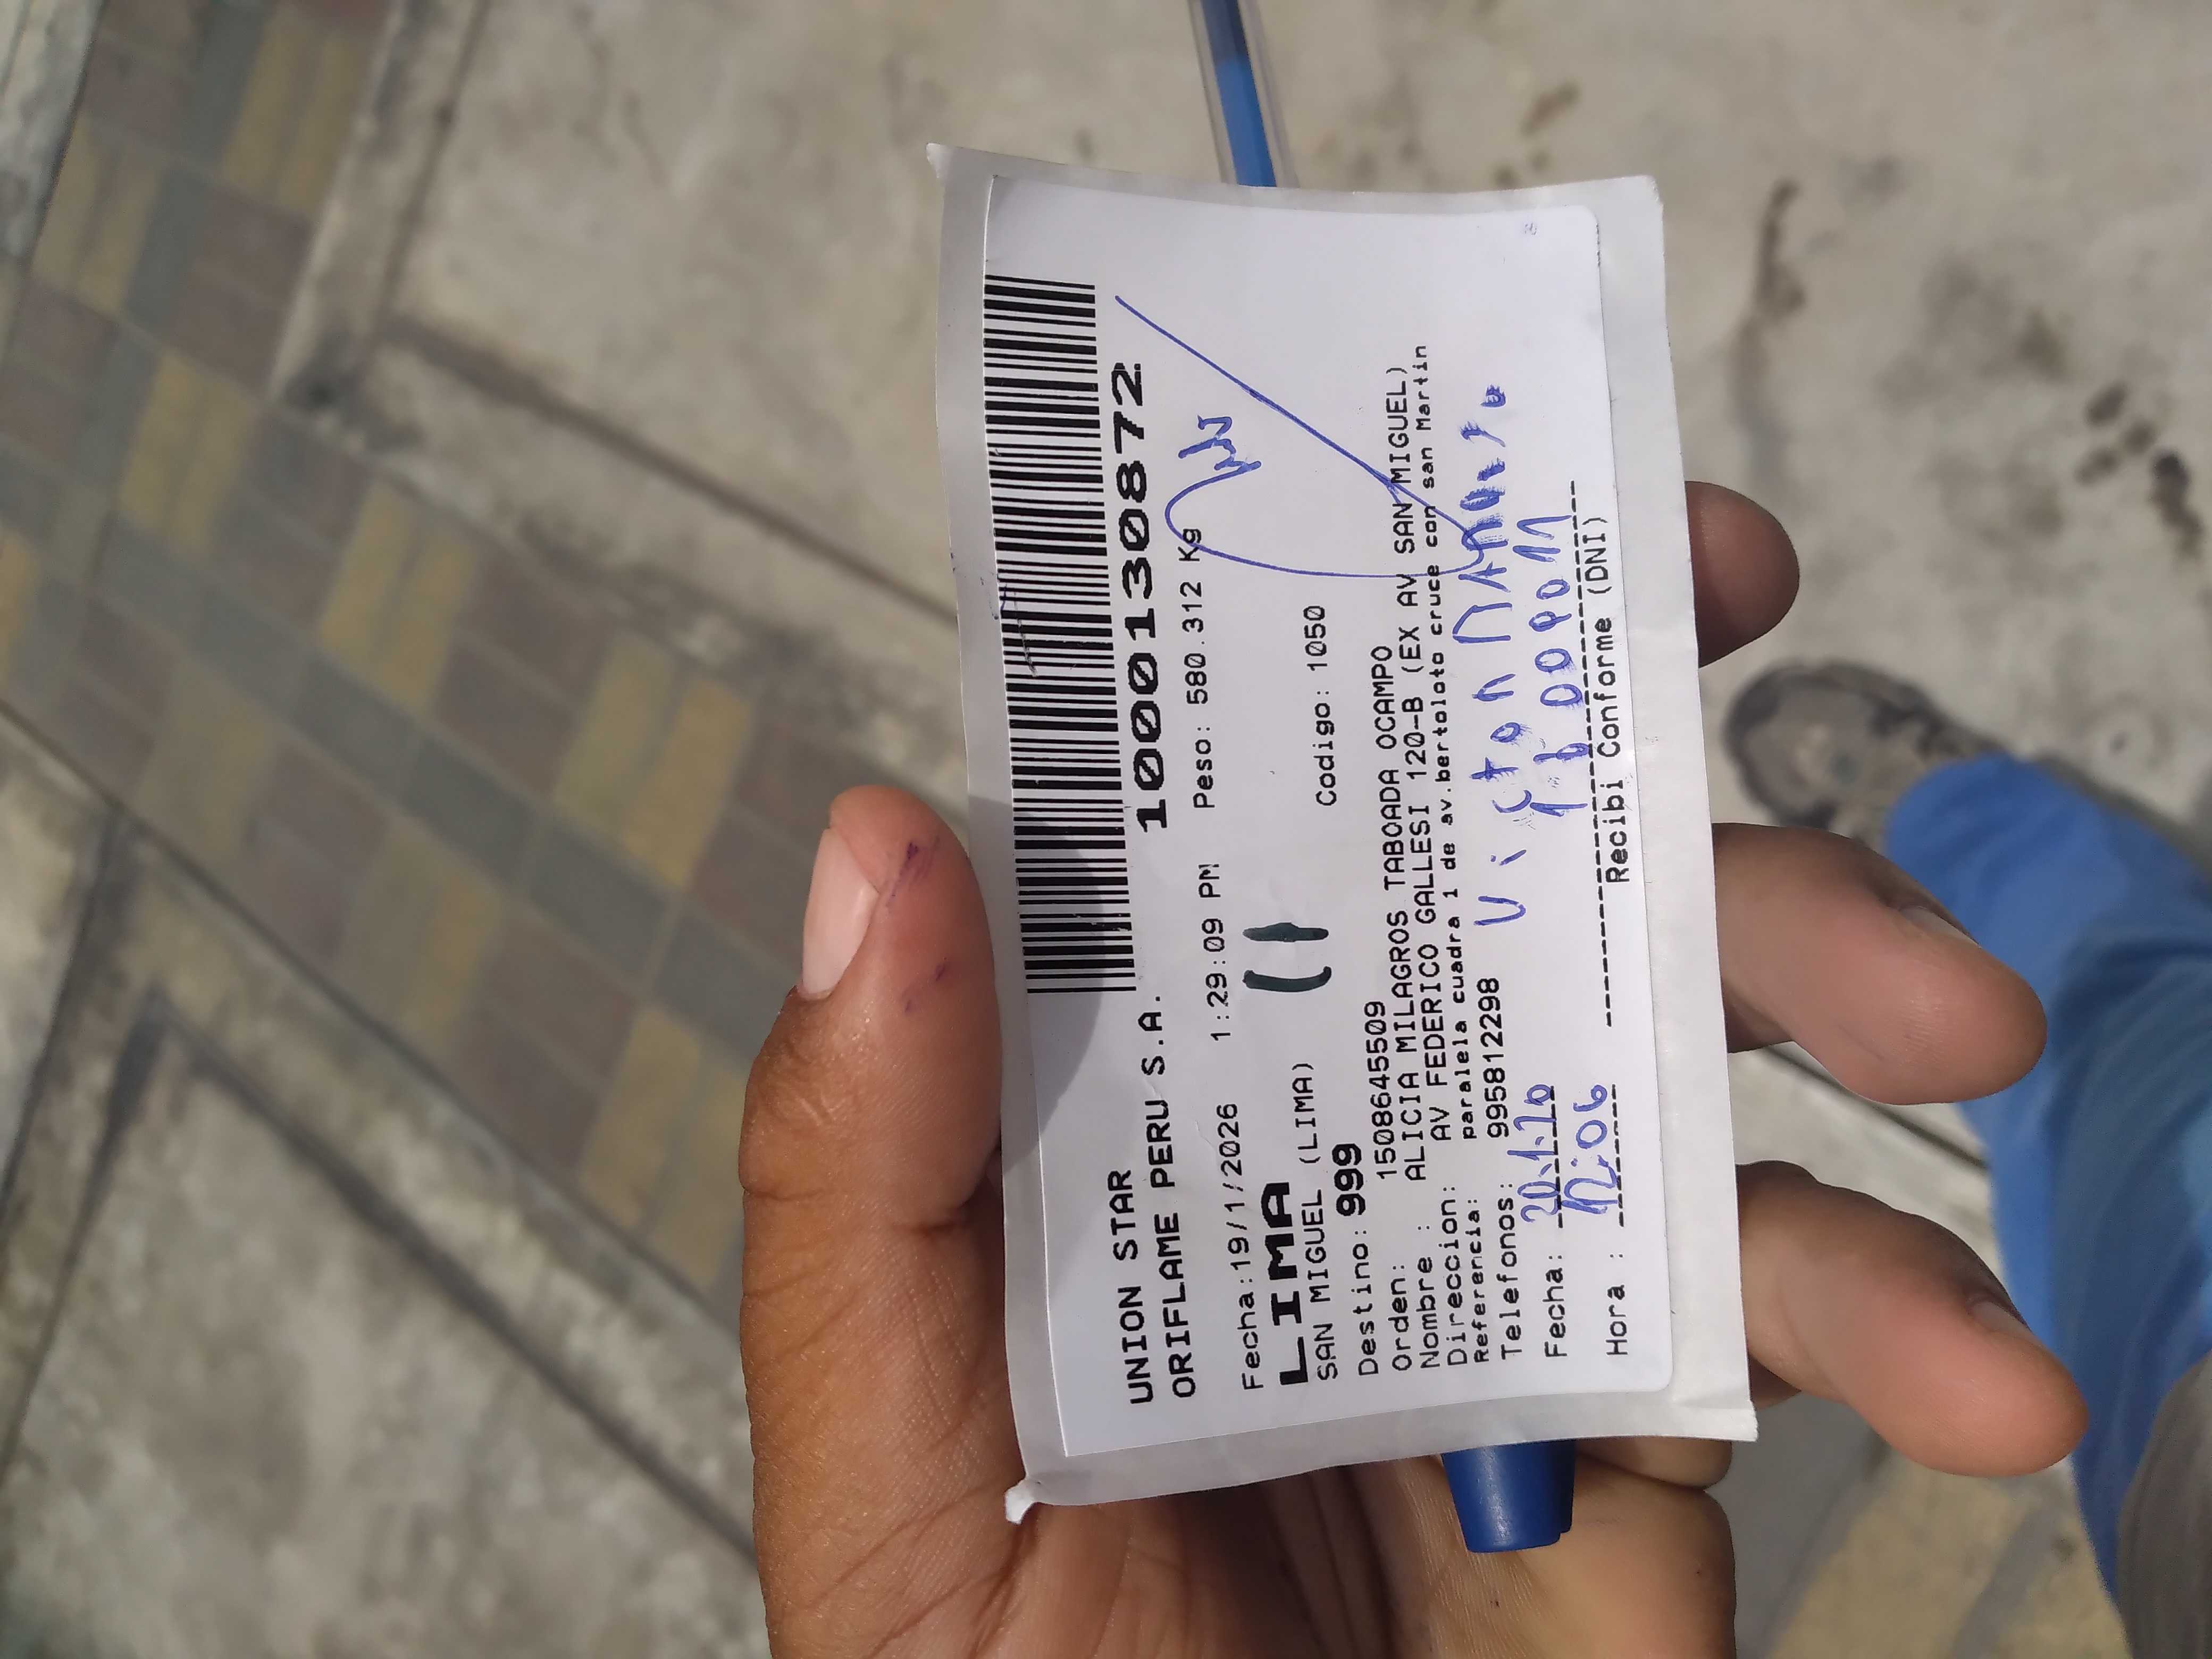 1000130872
UNION STAR
ORIFLAME PERU S.A.
Fecha:19/1/2026 1:29:09 PM Peso: 580.312 Kg
LIMA
SAN MIGUEL (LIMA) Codigo: 1050
Destino: 999
Orden: 1508645509
Nombre : ALICIA MILAGROS TABOADA OCAMPO
Direccion: AV FEDERICO GALLESI 120-B (EX AV SAN MIGUEL)
Referencia: paralela cuadra 1 de av.bertoloto cruce con san Martin
Telefonos: 995812298
Victor
Fecha: 20.1.26
Hora : 12:06
Recibi Conforme (DNI)